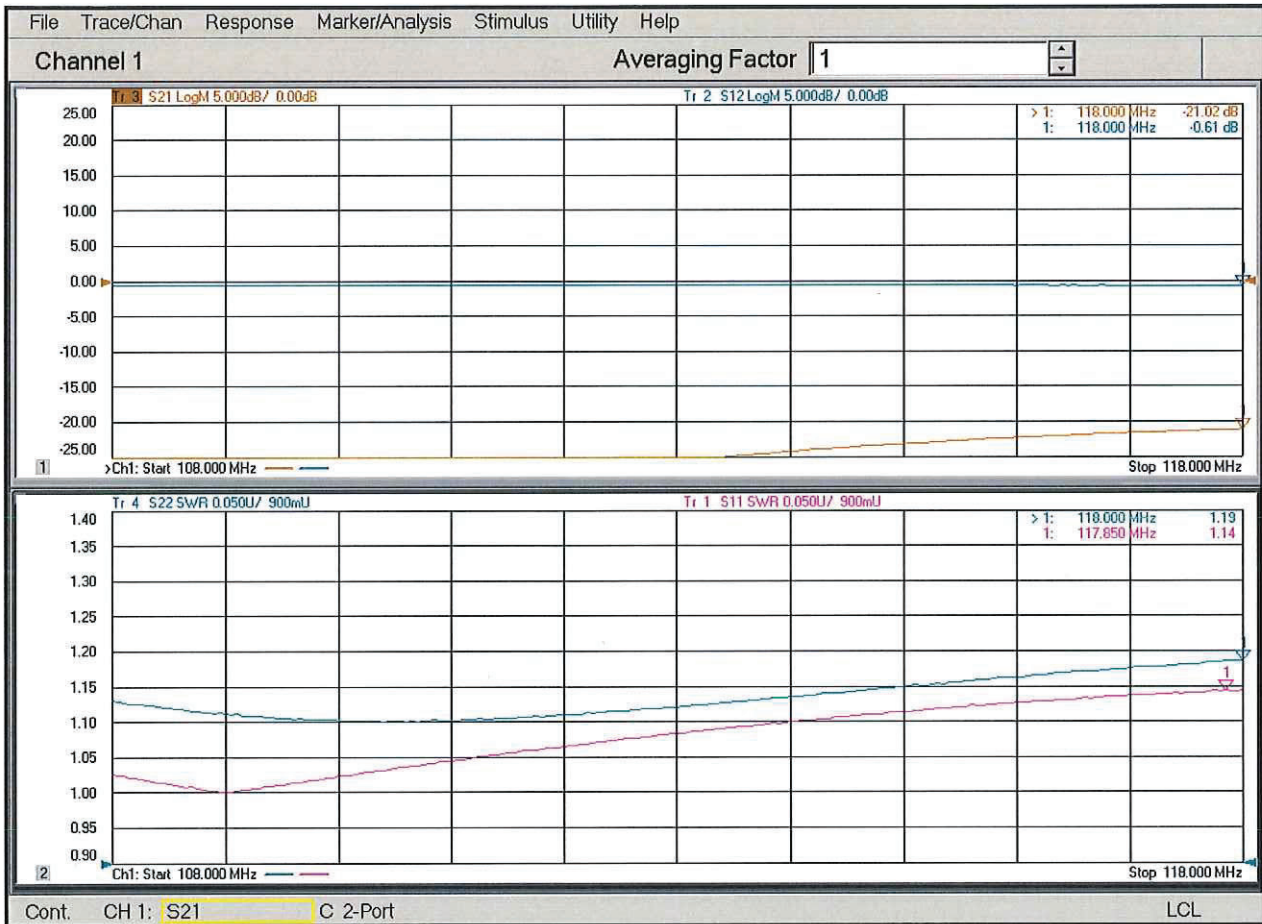 File Trace/Chan Response Marker/Analysis Stimulus Utility Help
Channel 1 Averaging Factor 1
Tr 3 S21 LogM 5.000dB/ 0.00dB Tr 2 S12 LogM 5.000dB/ 0.00dB
> 1: 118.000 MHz -21.02 dB
1: 118.000 MHz -0.61 dB
25.00
20.00
15.00
10.00
5.00
0.00
-5.00
-10.00
-15.00
-20.00
-25.00
1 >Ch1: Start 108.000 MHz Stop 118.000 MHz
Tr 4 S22 SWR 0.050U/ 900mU Tr 1 S11 SWR 0.050U/ 900mU
> 1: 118.000 MHz 1.19
1: 117.850 MHz 1.14
1.40
1.35
1.30
1.25
1.20
1.15
1
1.10
1.05
1.00
0.95
0.90
2 Ch1: Start 108.000 MHz Stop 118.000 MHz
Cont. CH 1: S21 C 2-Port LCL